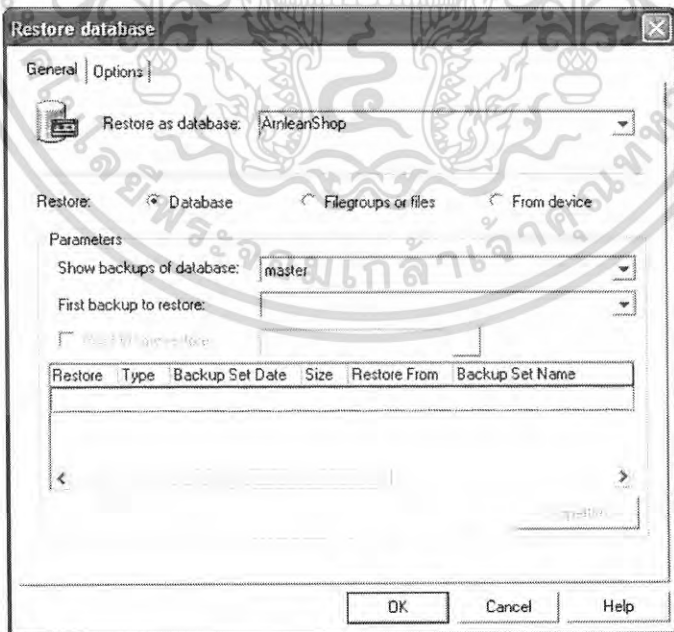 Restore database
General Options
Restore as database: ArnleanShop
Restore: Database Filegroups or files From device
Parameters
Show backups of database: master
First backup to restore:
Restore Type Backup Set Date Size Restore From Backup Set Name
OK Cancel Help